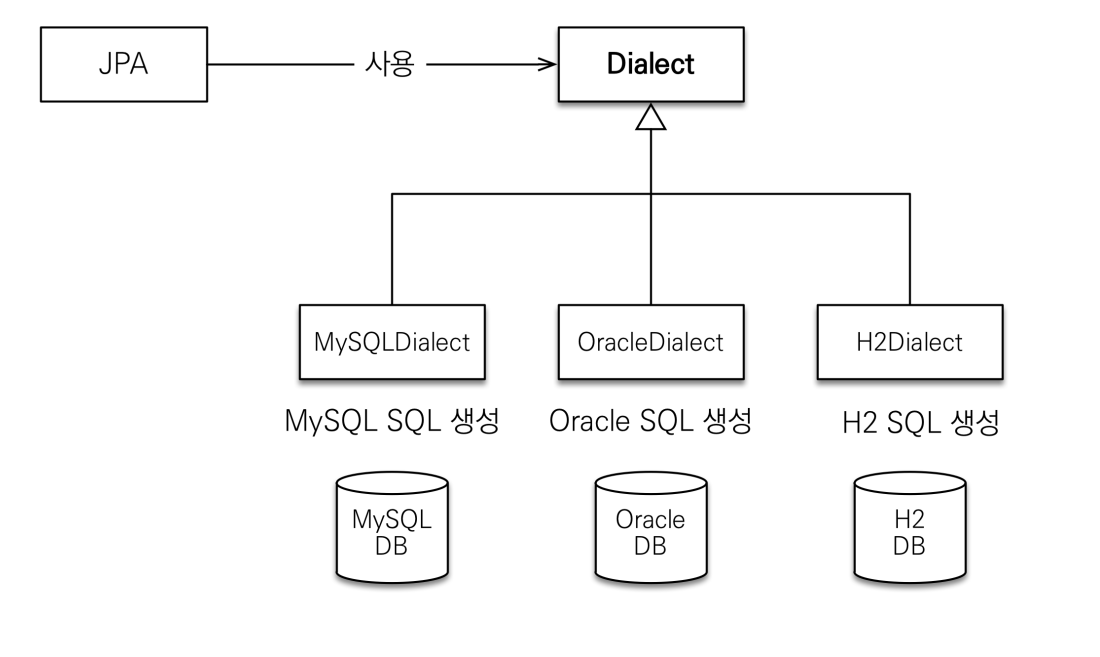 JPA
사용
Dialect
MySQLDialect
OracleDialect
H2Dialect
MySQL SQL 생성
Oracle SQL 생성
H2 SQL 생성
MySQL
DB
Oracle
DB
H2
DB